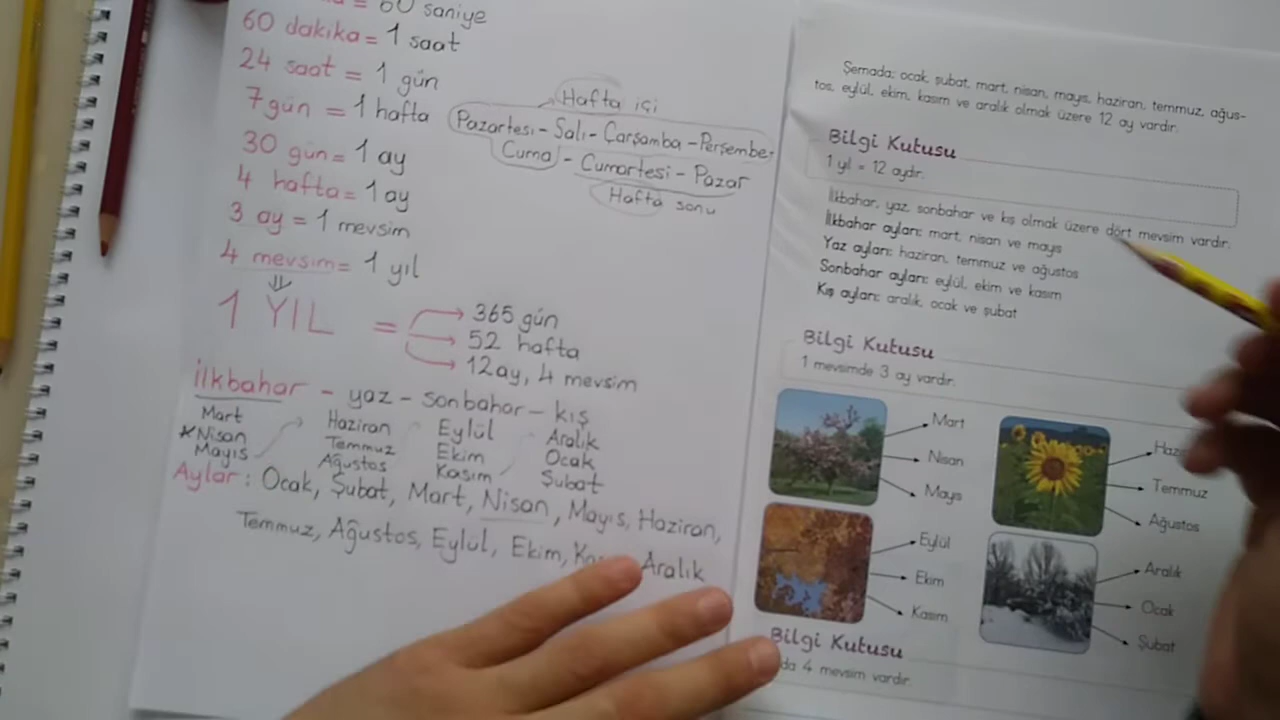 = 60 saniye
60 dakika = 1 saat
24 saat = 1 gün
7 gün = 1 hafta
30 gün = 1 ay
4 hafta = 1 ay
3 ay = 1 mevsim
4 mevsim = 1 yıl
1 YIL =
365 gün
52 hafta
12 ay, 4 mevsim
Hafta içi
Pazartesi - Salı - Çarşamba - Perşembe
Cuma - Cumartesi - Pazar
Hafta sonu
İlkbahar - yaz - sonbahar - kış
Mart
Nisan
Mayıs
Haziran
Temmuz
Ağustos
Eylül
Ekim
Kasım
Aralık
Ocak
Şubat
Aylar: Ocak, Şubat, Mart, Nisan, Mayıs, Haziran,
Temmuz, Ağustos, Eylül, Ekim, Aralık
Şemada: ocak, şubat, mart, nisan, mayıs, haziran, temmuz, ağus-
tos, eylül, ekim, kasım ve aralık olmak üzere 12 ay vardır.
Bilgi Kutusu
1 yıl = 12 aydır.
İlkbahar, yaz, sonbahar ve kış olmak üzere dört mevsim vardır.
İlkbahar ayları: mart, nisan ve mayıs
Yaz ayları: haziran, temmuz ve ağustos
Sonbahar ayları: eylül, ekim ve kasım
Kış ayları: aralık, ocak ve şubat
Bilgi Kutusu
1 mevsimde 3 ay vardır.
Mart
Nisan
Mayıs
Temmuz
Ağustos
Eylül
Ekim
Kasım
Aralık
Ocak
Şubat
Bilgi Kutusu
4 mevsim vardır.